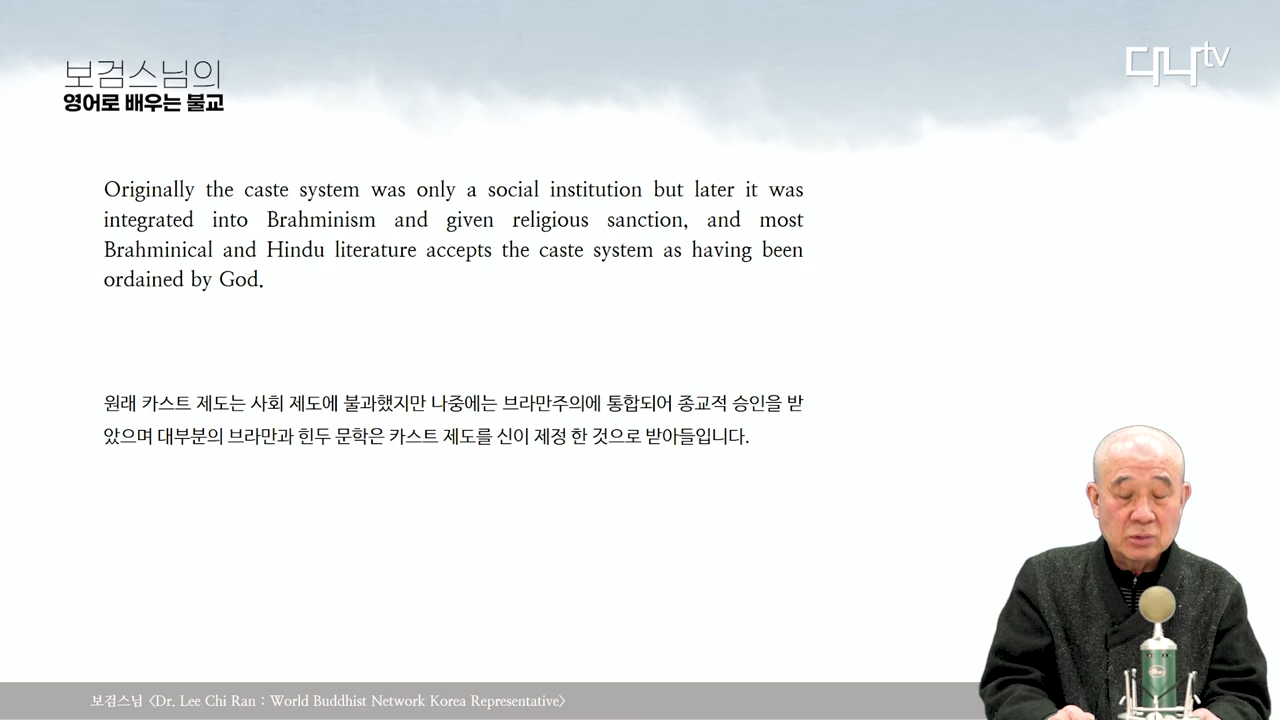 보검스님의
영어로 배우는 불교
디나tv
Originally the caste system was only a social institution but later it was
integrated into Brahminism and given religious sanction, and most
Brahminical and Hindu literature accepts the caste system as having been
ordained by God.
원래 카스트 제도는 사회 제도에 불과했지만 나중에는 브라만주의에 통합되어 종교적 승인을 받
았으며 대부분의 브라만과 힌두 문학은 카스트 제도를 신이 제정 한 것으로 받아들입니다.
보검스님 <Dr. Lee Chi Ran : World Buddhist Network Korea Representative>